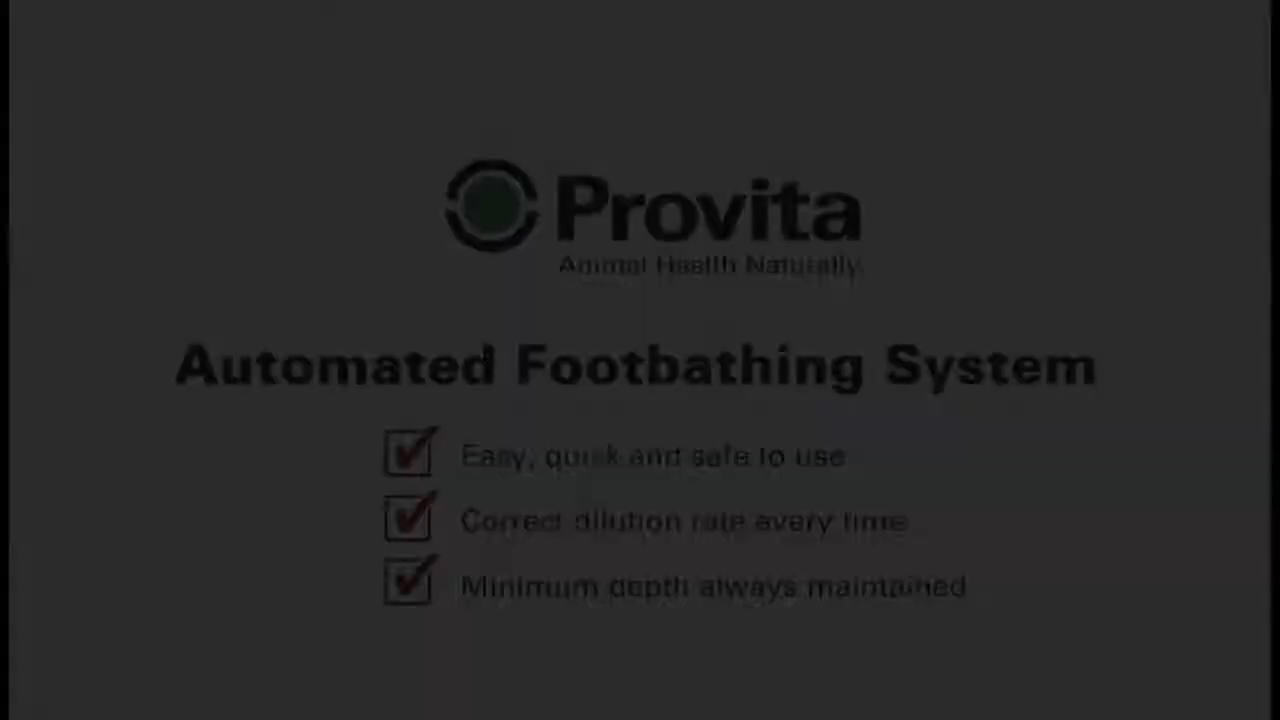 Provita
Animal Health Naturally
Automated Footbathing System
Easy, quick and safe to use
Correct dilution rate every time
Minimum depth always maintained